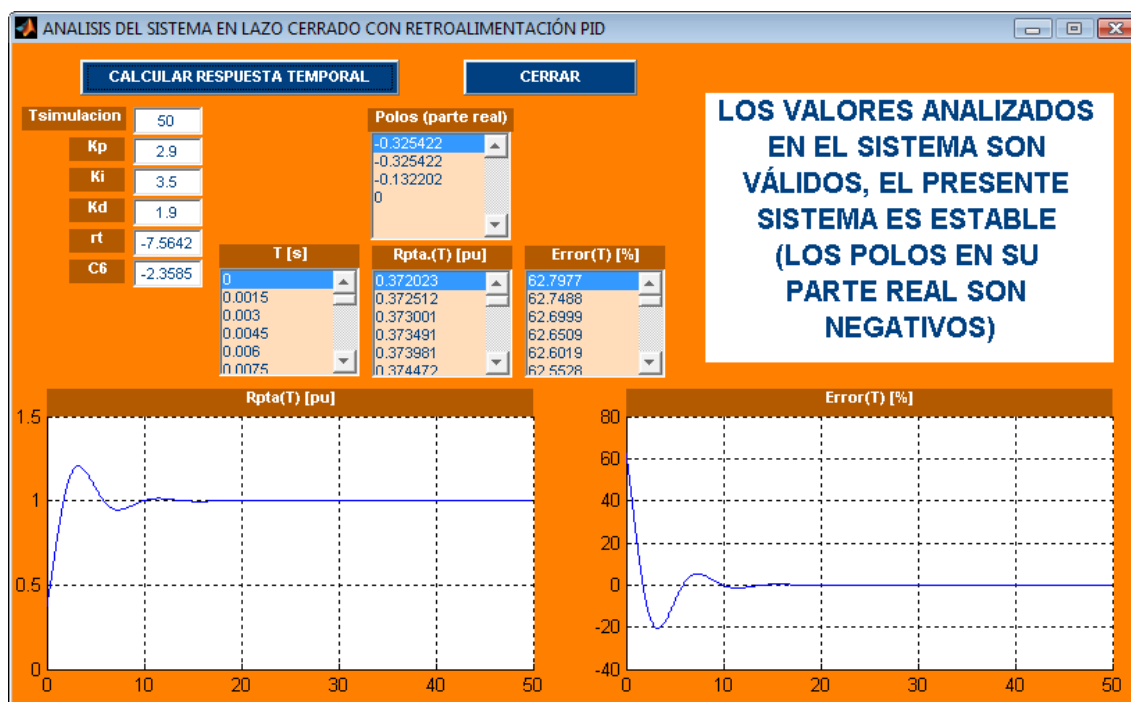 ANALISIS DEL SISTEMA EN LAZO CERRADO CON RETROALIMENTACIÓN PID
CALCULAR RESPUESTA TEMPORAL
CERRAR
Tsimulacion 50
Kp 2.9
Ki 3.5
Kd 1.9
rt -7.5642
C6 -2.3585
Polos (parte real)
-0.325422
-0.325422
-0.132202
0
T [s]
0
0.0015
0.003
0.0045
0.006
0.0075
Rpta.(T) [pu]
0.372023
0.372512
0.373001
0.373491
0.373981
0.374472
Error(T) [%]
62.7977
62.7488
62.6999
62.6509
62.6019
62.5528
LOS VALORES ANALIZADOS
EN EL SISTEMA SON
VÁLIDOS, EL PRESENTE
SISTEMA ES ESTABLE
(LOS POLOS EN SU
PARTE REAL SON
NEGATIVOS)
Rpta(T) [pu]
1.5
1
0.5
0
0 10 20 30 40 50
Error(T) [%]
80
60
40
20
0
-20
-40
0 10 20 30 40 50